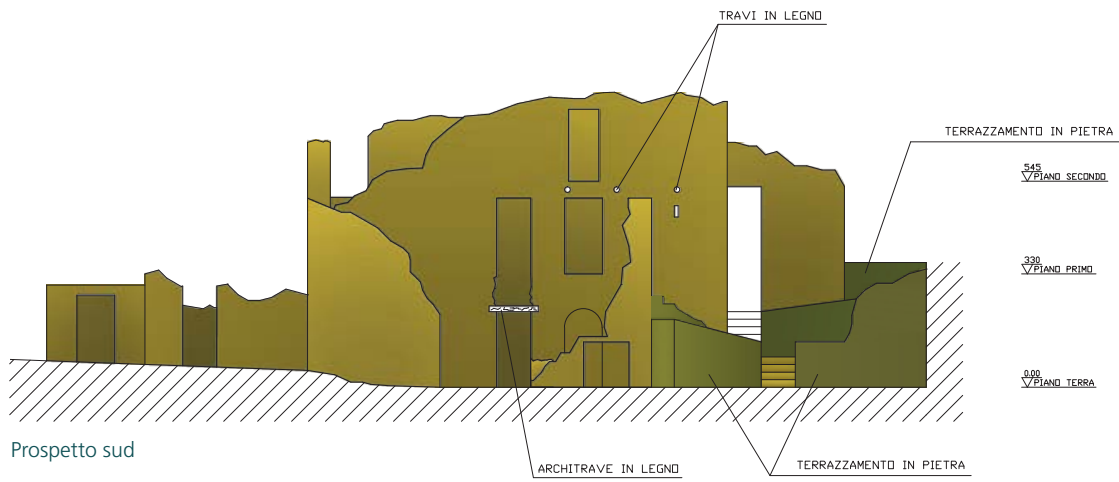 TRAVI IN LEGNO
TERRAZZAMENTO IN PIETRA
545
PIANO SECONDO
330
PIANO PRIMO
0.00
PIANO TERRA
Prospetto sud
ARCHITRAVE IN LEGNO
TERRAZZAMENTO IN PIETRA